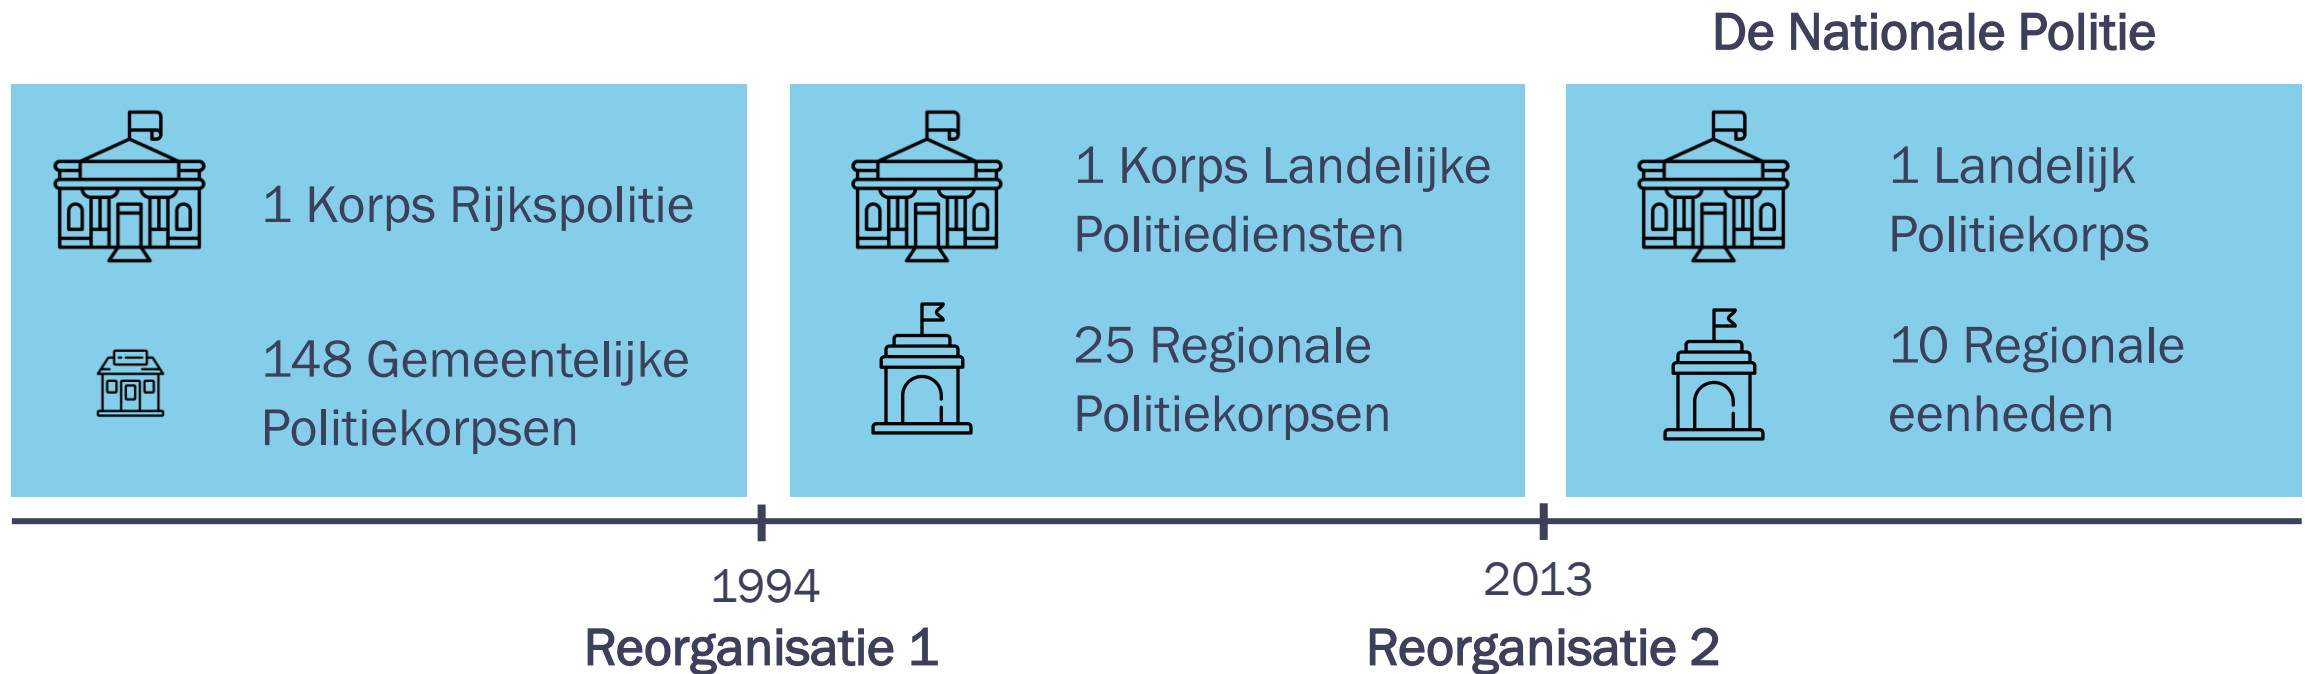 De Nationale Politie
1 Korps Rijkspolitie
148 Gemeentelijke
Politiekorpsen
1 Korps Landelijke
Politiediensten
25 Regionale
Politiekorpsen
1 Landelijk
Politiekorps
10 Regionale
eenheden
1994
Reorganisatie 1
2013
Reorganisatie 2